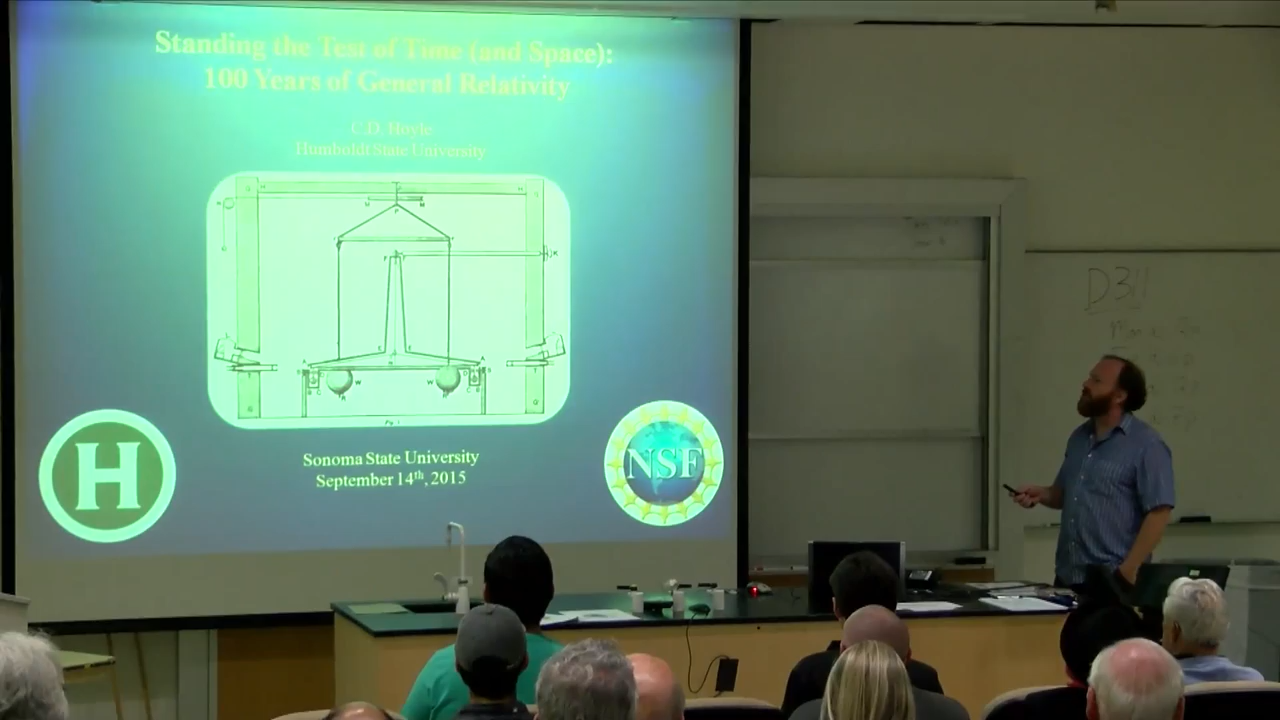 Standing the Test of Time (and Space):
100 Years of General Relativity
C.D. Hoyle
Humboldt State University
Sonoma State University
September 14th, 2015
H
NSF